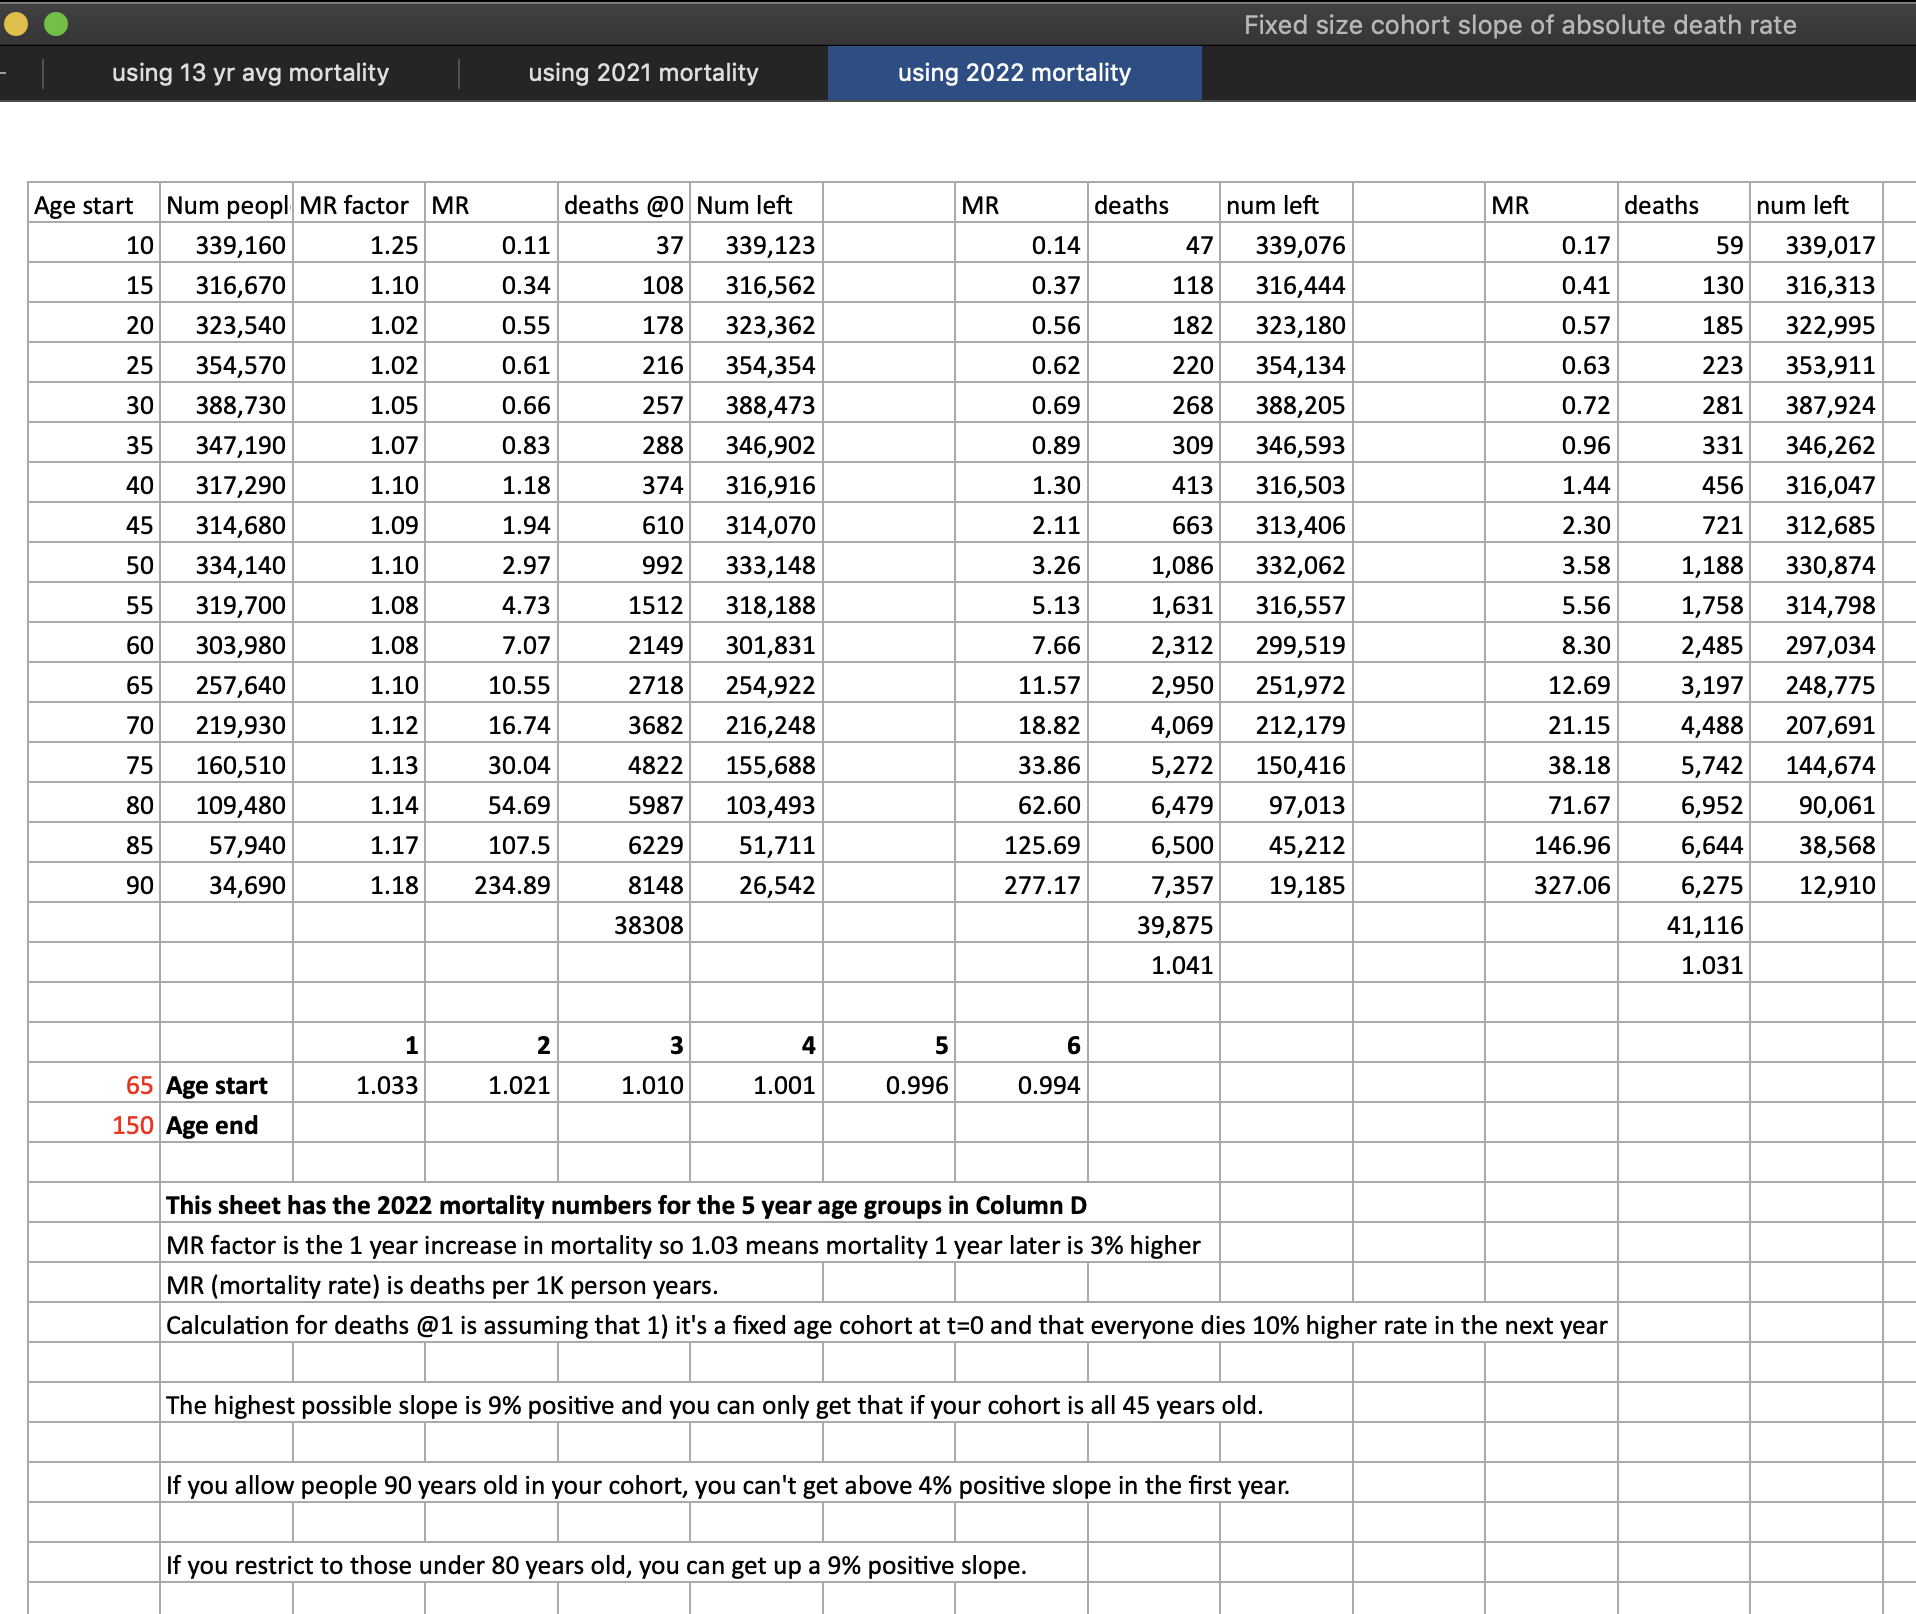 Fixed size cohort slope of absolute death rate
using 13 yr avg mortality using 2021 mortality using 2022 mortality
Age start Num peopl MR factor MR deaths @0 Num left MR deaths num left MR deaths num left
10 339,160 1.25 0.11 37 339,123 0.14 47 339,076 0.17 59 339,017
15 316,670 1.10 0.34 108 316,562 0.37 118 316,444 0.41 130 316,313
20 323,540 1.02 0.55 178 323,362 0.56 182 323,180 0.57 185 322,995
25 354,570 1.02 0.61 216 354,354 0.62 220 354,134 0.63 223 353,911
30 388,730 1.05 0.66 257 388,473 0.69 268 388,205 0.72 281 387,924
35 347,190 1.07 0.83 288 346,902 0.89 309 346,593 0.96 331 346,262
40 317,290 1.10 1.18 374 316,916 1.30 413 316,503 1.44 456 316,047
45 314,680 1.09 1.94 610 314,070 2.11 663 313,406 2.30 721 312,685
50 334,140 1.10 2.97 992 333,148 3.26 1,086 332,062 3.58 1,188 330,874
55 319,700 1.08 4.73 1512 318,188 5.13 1,631 316,557 5.56 1,758 314,798
60 303,980 1.08 7.07 2149 301,831 7.66 2,312 299,519 8.30 2,485 297,034
65 257,640 1.10 10.55 2718 254,922 11.57 2,950 251,972 12.69 3,197 248,775
70 219,930 1.12 16.74 3682 216,248 18.82 4,069 212,179 21.15 4,488 207,691
75 160,510 1.13 30.04 4822 155,688 33.86 5,272 150,416 38.18 5,742 144,674
80 109,480 1.14 54.69 5987 103,493 62.60 6,479 97,013 71.67 6,952 90,061
85 57,940 1.17 107.5 6229 51,711 125.69 6,500 45,212 146.96 6,644 38,568
90 34,690 1.18 234.89 8148 26,542 277.17 7,357 19,185 327.06 6,275 12,910
38308 39,875 41,116
1.041 1.031
1 2 3 4 5 6
65 Age start 1.033 1.021 1.010 1.001 0.996 0.994
150 Age end
This sheet has the 2022 mortality numbers for the 5 year age groups in Column D
MR factor is the 1 year increase in mortality so 1.03 means mortality 1 year later is 3% higher
MR (mortality rate) is deaths per 1K person years.
Calculation for deaths @1 is assuming that 1) it's a fixed age cohort at t=0 and that everyone dies 10% higher rate in the next year
The highest possible slope is 9% positive and you can only get that if your cohort is all 45 years old.
If you allow people 90 years old in your cohort, you can't get above 4% positive slope in the first year.
If you restrict to those under 80 years old, you can get up a 9% positive slope.